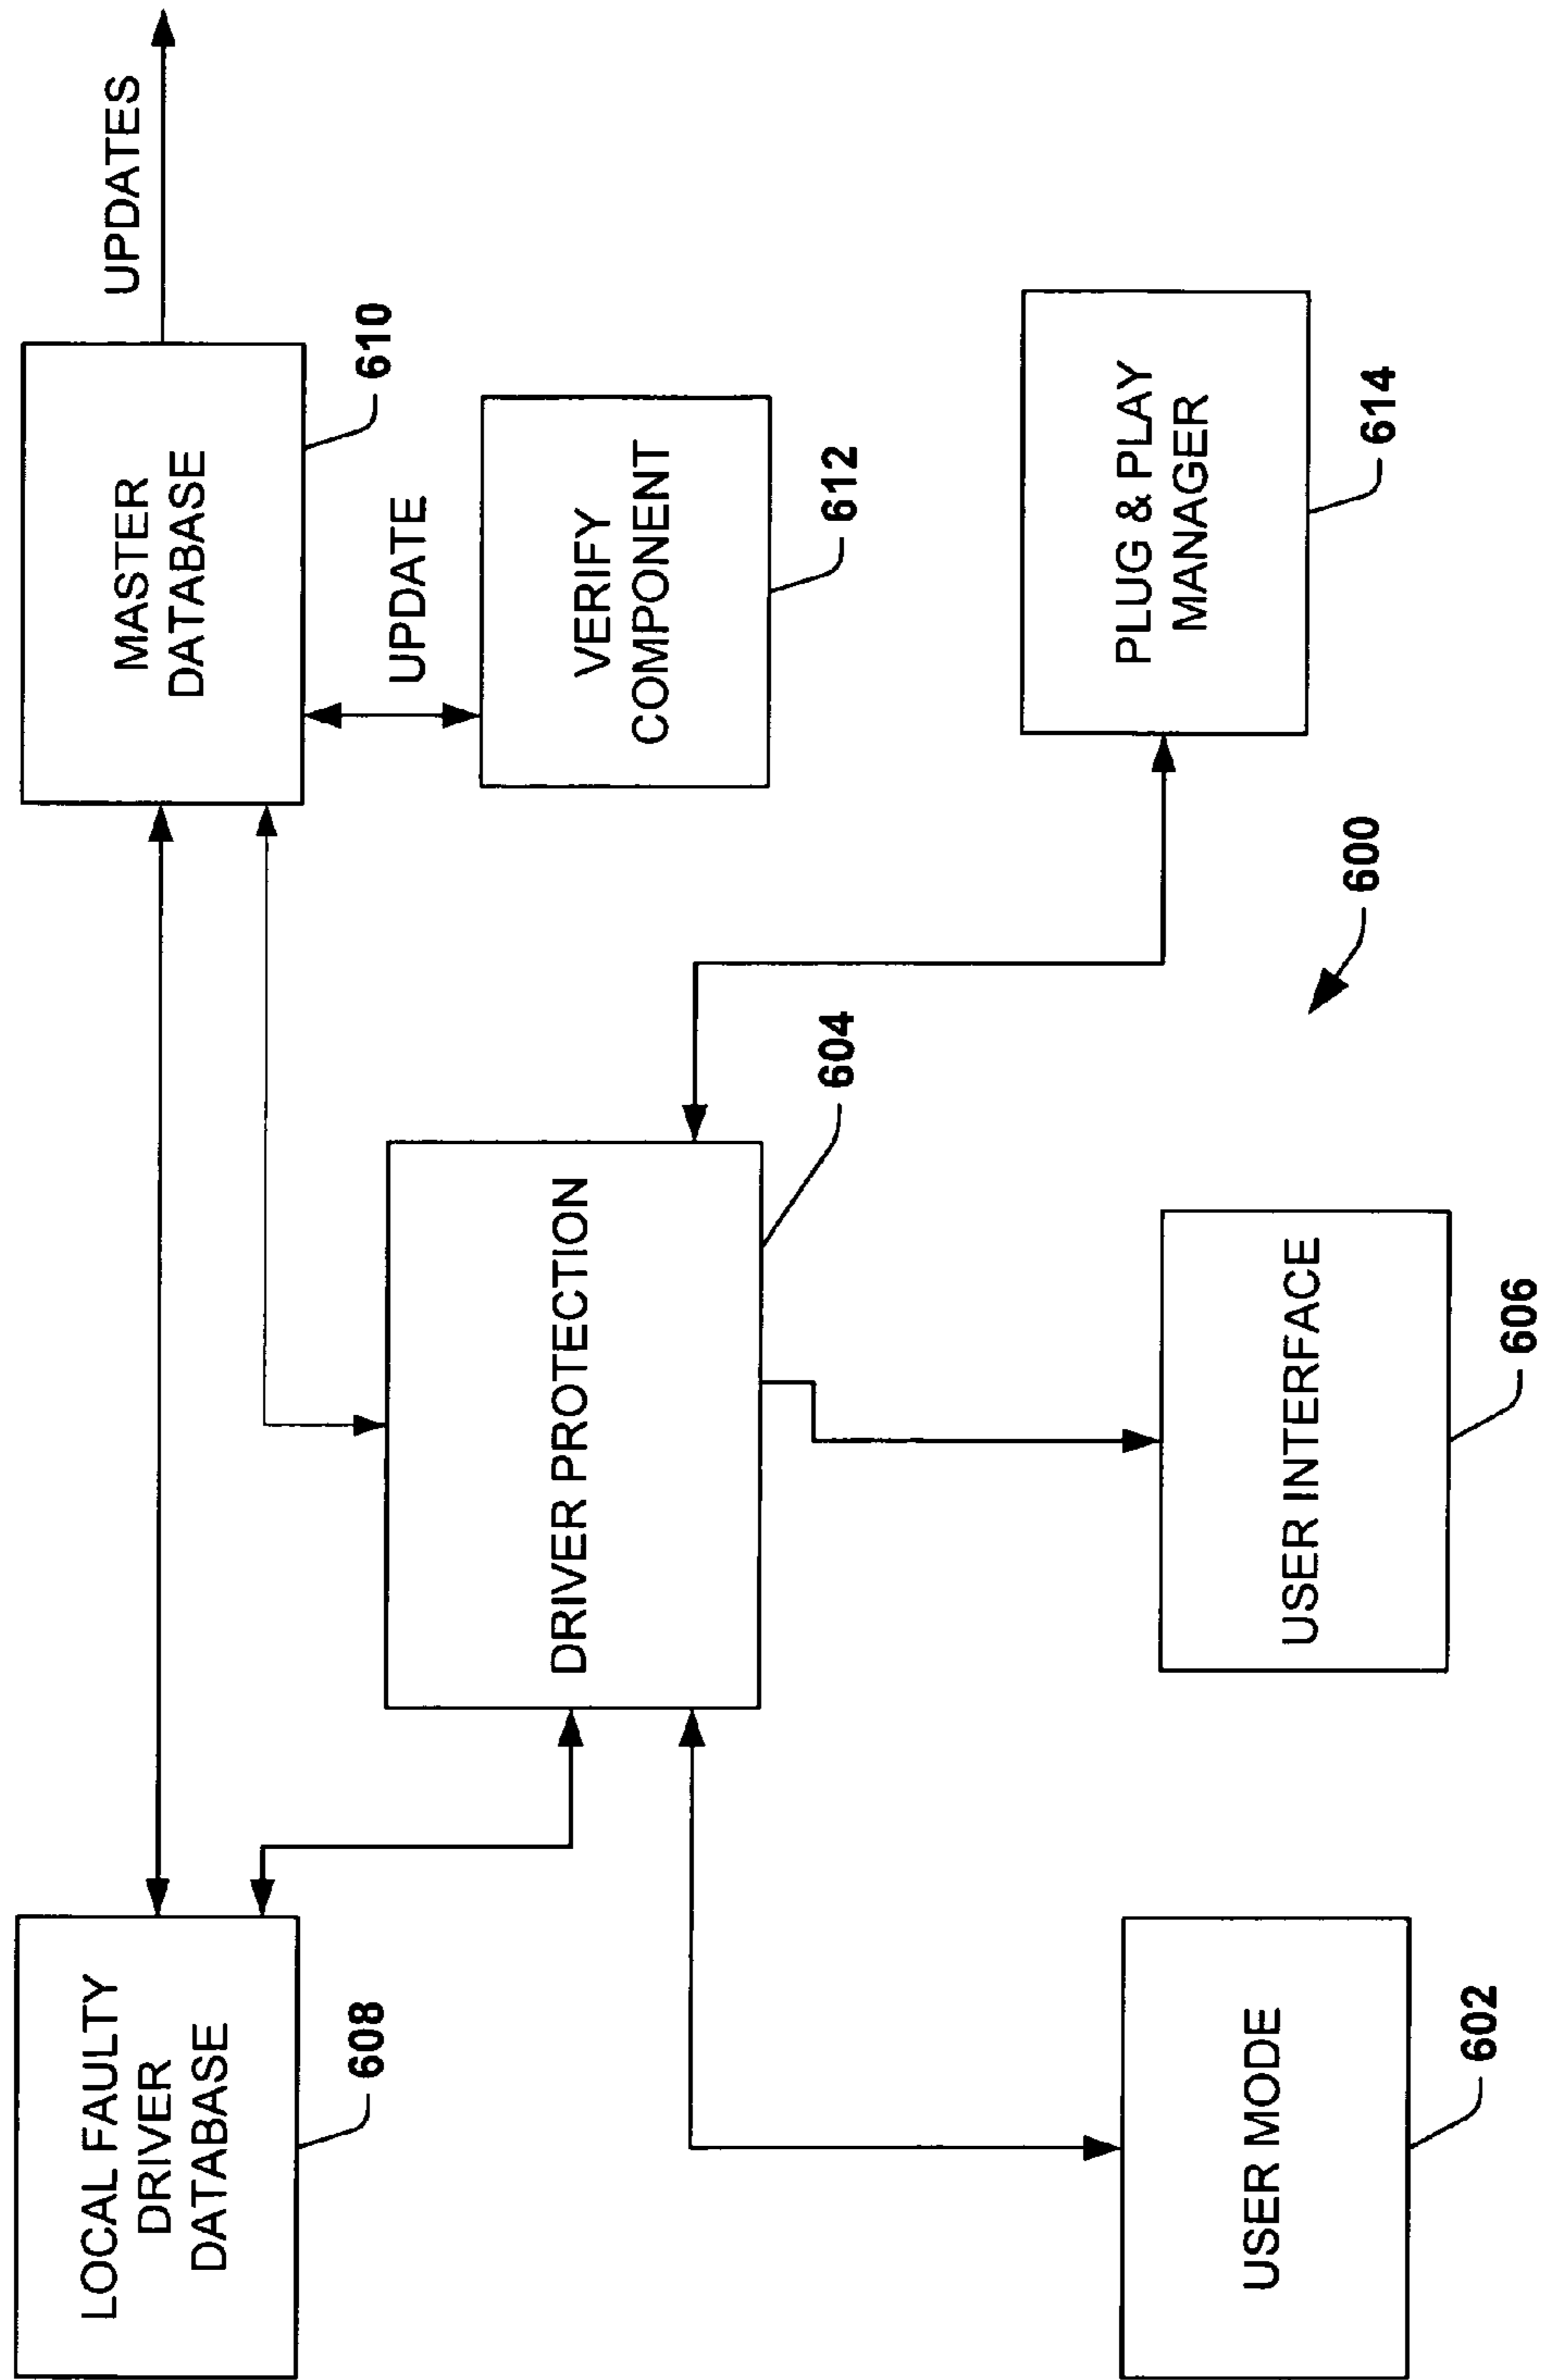 LOCAL FAULTY
DRIVER
DATABASE
608
MASTER
DATABASE
610
UPDATES
UPDATE
VERIFY
COMPONENT
612
DRIVER PROTECTION
604
PLUG & PLAY
MANAGER
614
USER MODE
602
USER INTERFACE
606
600